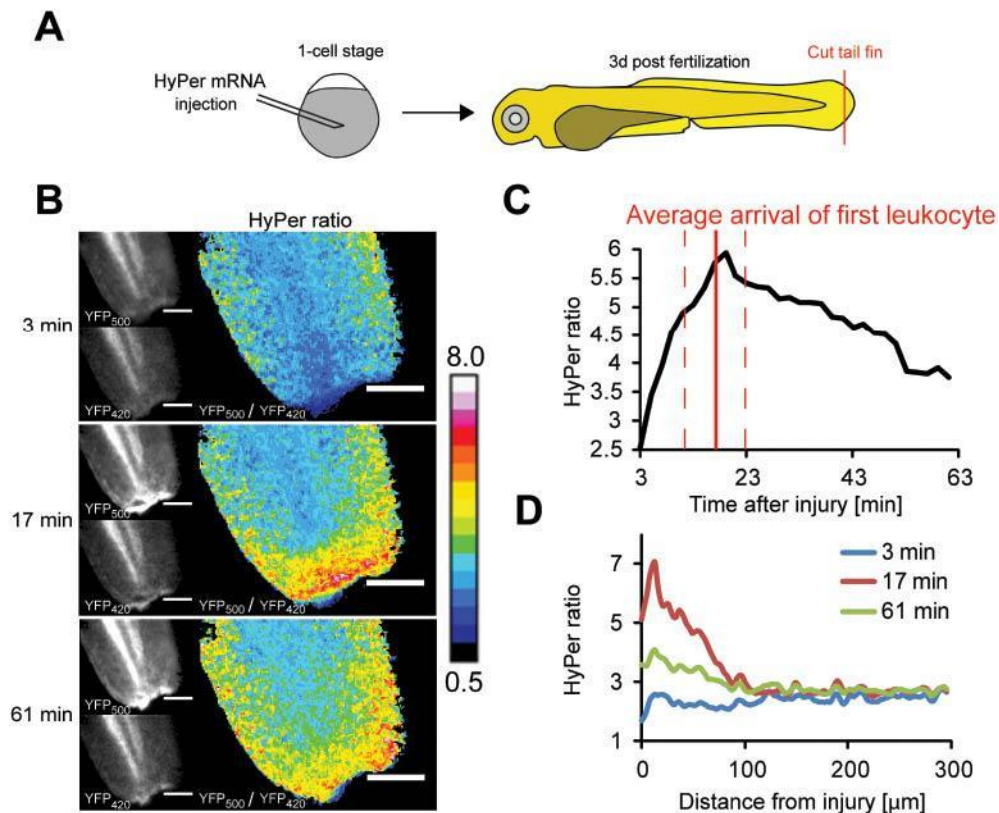 A
1-cell stage
HyPer mRNA
injection
3d post fertilization
Cut tail fin
B
HyPer ratio
3 min
YFP500
YFP420
YFP500 / YFP420
17 min
YFP500
YFP420
YFP500 / YFP420
61 min
YFP500
YFP420
YFP500 / YFP420
8.0
0.5
C
Average arrival of first leukocyte
HyPer ratio
6
5.5
5
4.5
4
3.5
3
2.5
3 23 43 63
Time after injury [min]
D
HyPer ratio
7
5
3
1
3 min
17 min
61 min
0 100 200 300
Distance from injury [µm]